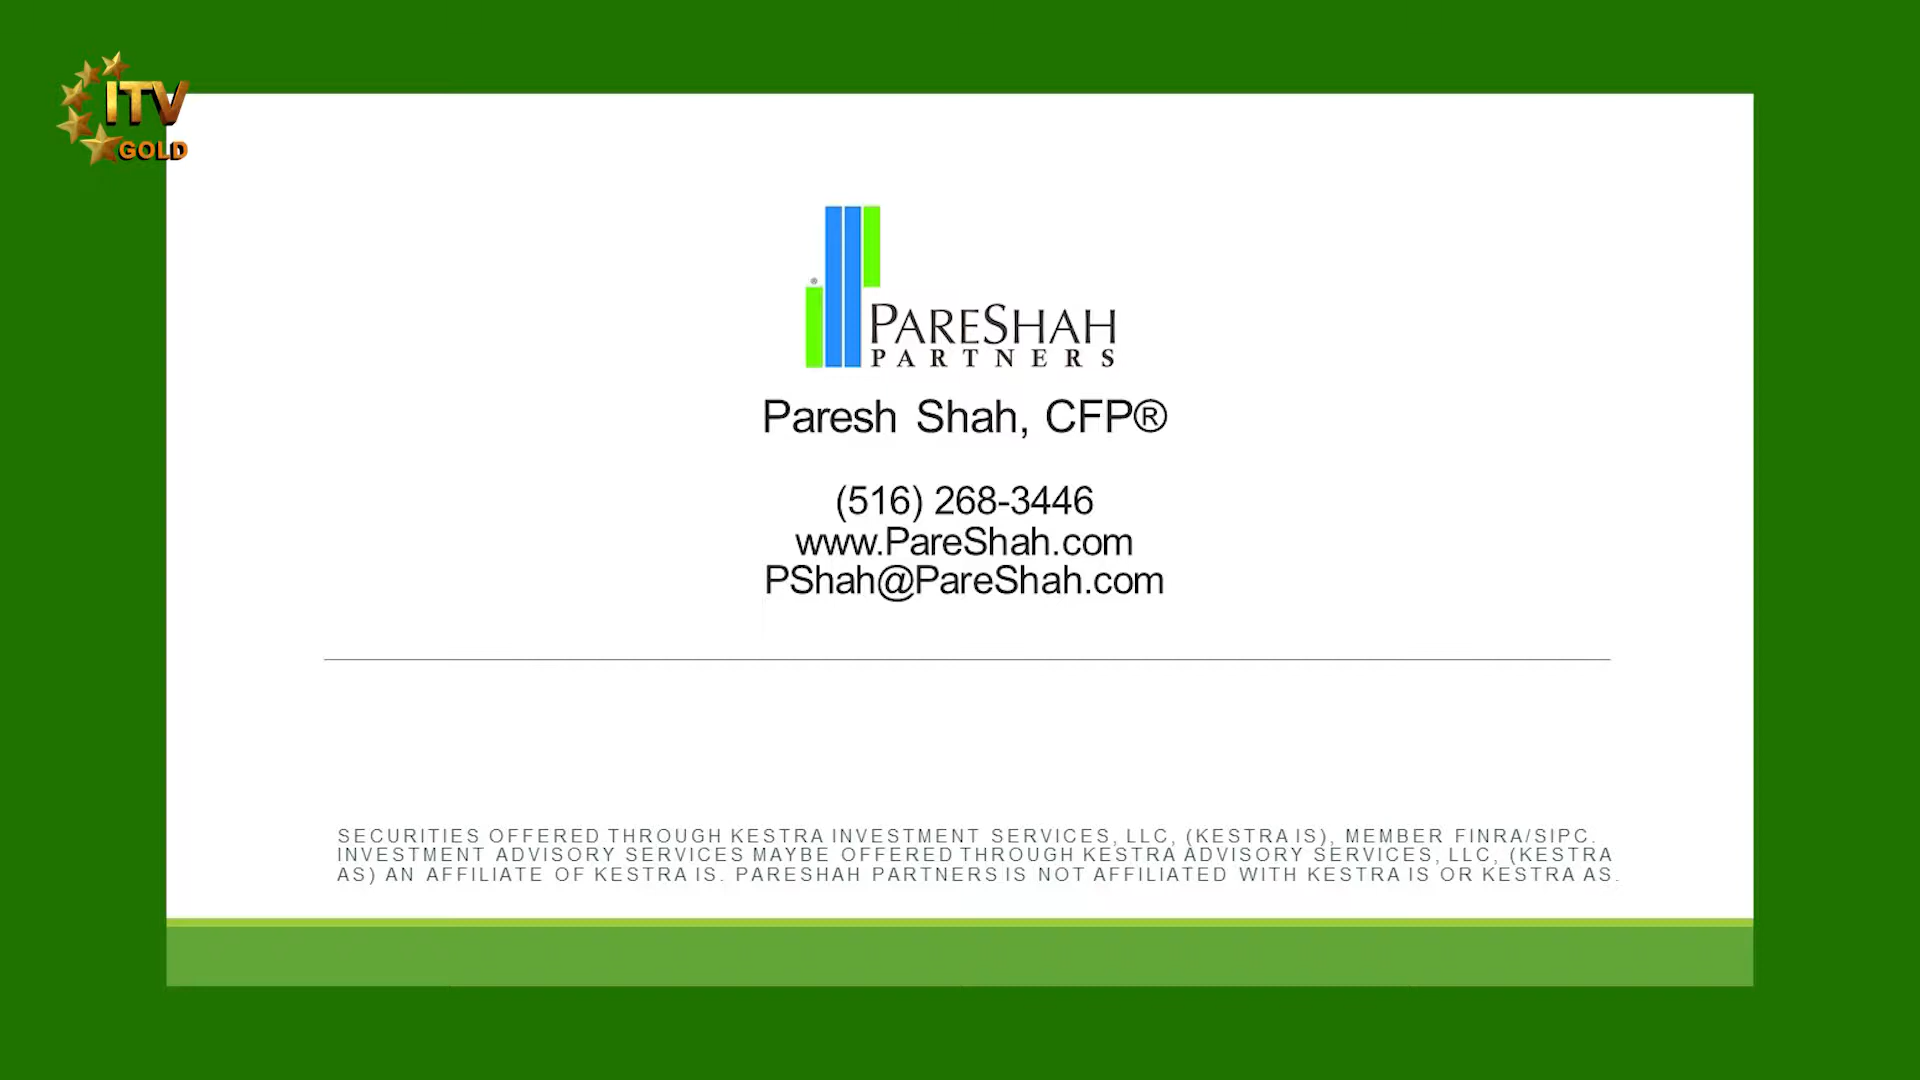 ITV
GOLD
®
PARESHAH
PARTNERS
Paresh Shah, CFP®
(516) 268-3446
www.PareShah.com
PShah@PareShah.com
SECURITIES OFFERED THROUGH KESTRA INVESTMENT SERVICES, LLC, (KESTRA IS), MEMBER FINRA/SIPC.
INVESTMENT ADVISORY SERVICES MAYBE OFFERED THROUGH KESTRA ADVISORY SERVICES, LLC, (KESTRA
AS) AN AFFILIATE OF KESTRA IS. PARESHAH PARTNERS IS NOT AFFILIATED WITH KESTRA IS OR KESTRA AS.